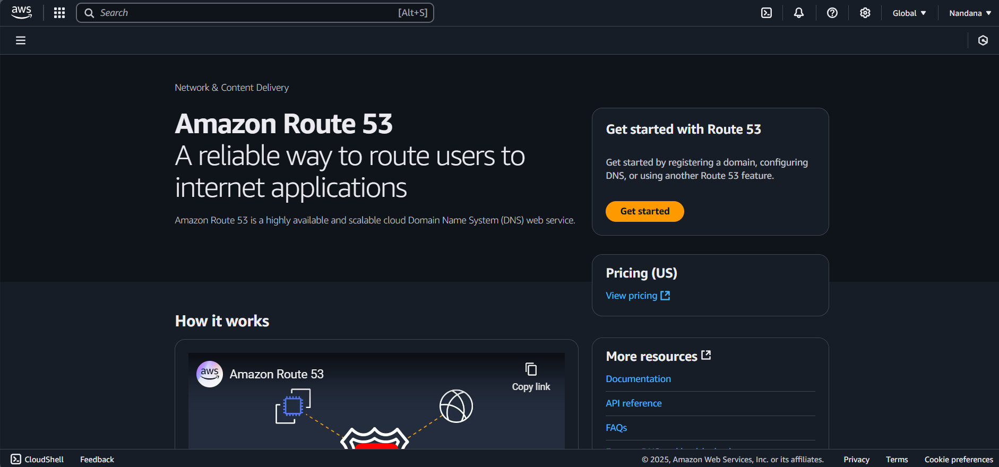 aws
Search
[Alt+S]
Global
Nandana
Network & Content Delivery
Amazon Route 53
A reliable way to route users to
internet applications
Amazon Route 53 is a highly available and scalable cloud Domain Name System (DNS) web service.
Get started with Route 53
Get started by registering a domain, configuring
DNS, or using another Route 53 feature.
Get started
Pricing (US)
View pricing
How it works
aws
Amazon Route 53
Copy link
More resources
Documentation
API reference
FAQs
CloudShell
Feedback
© 2025, Amazon Web Services, Inc. or its affiliates.
Privacy
Terms
Cookie preferences